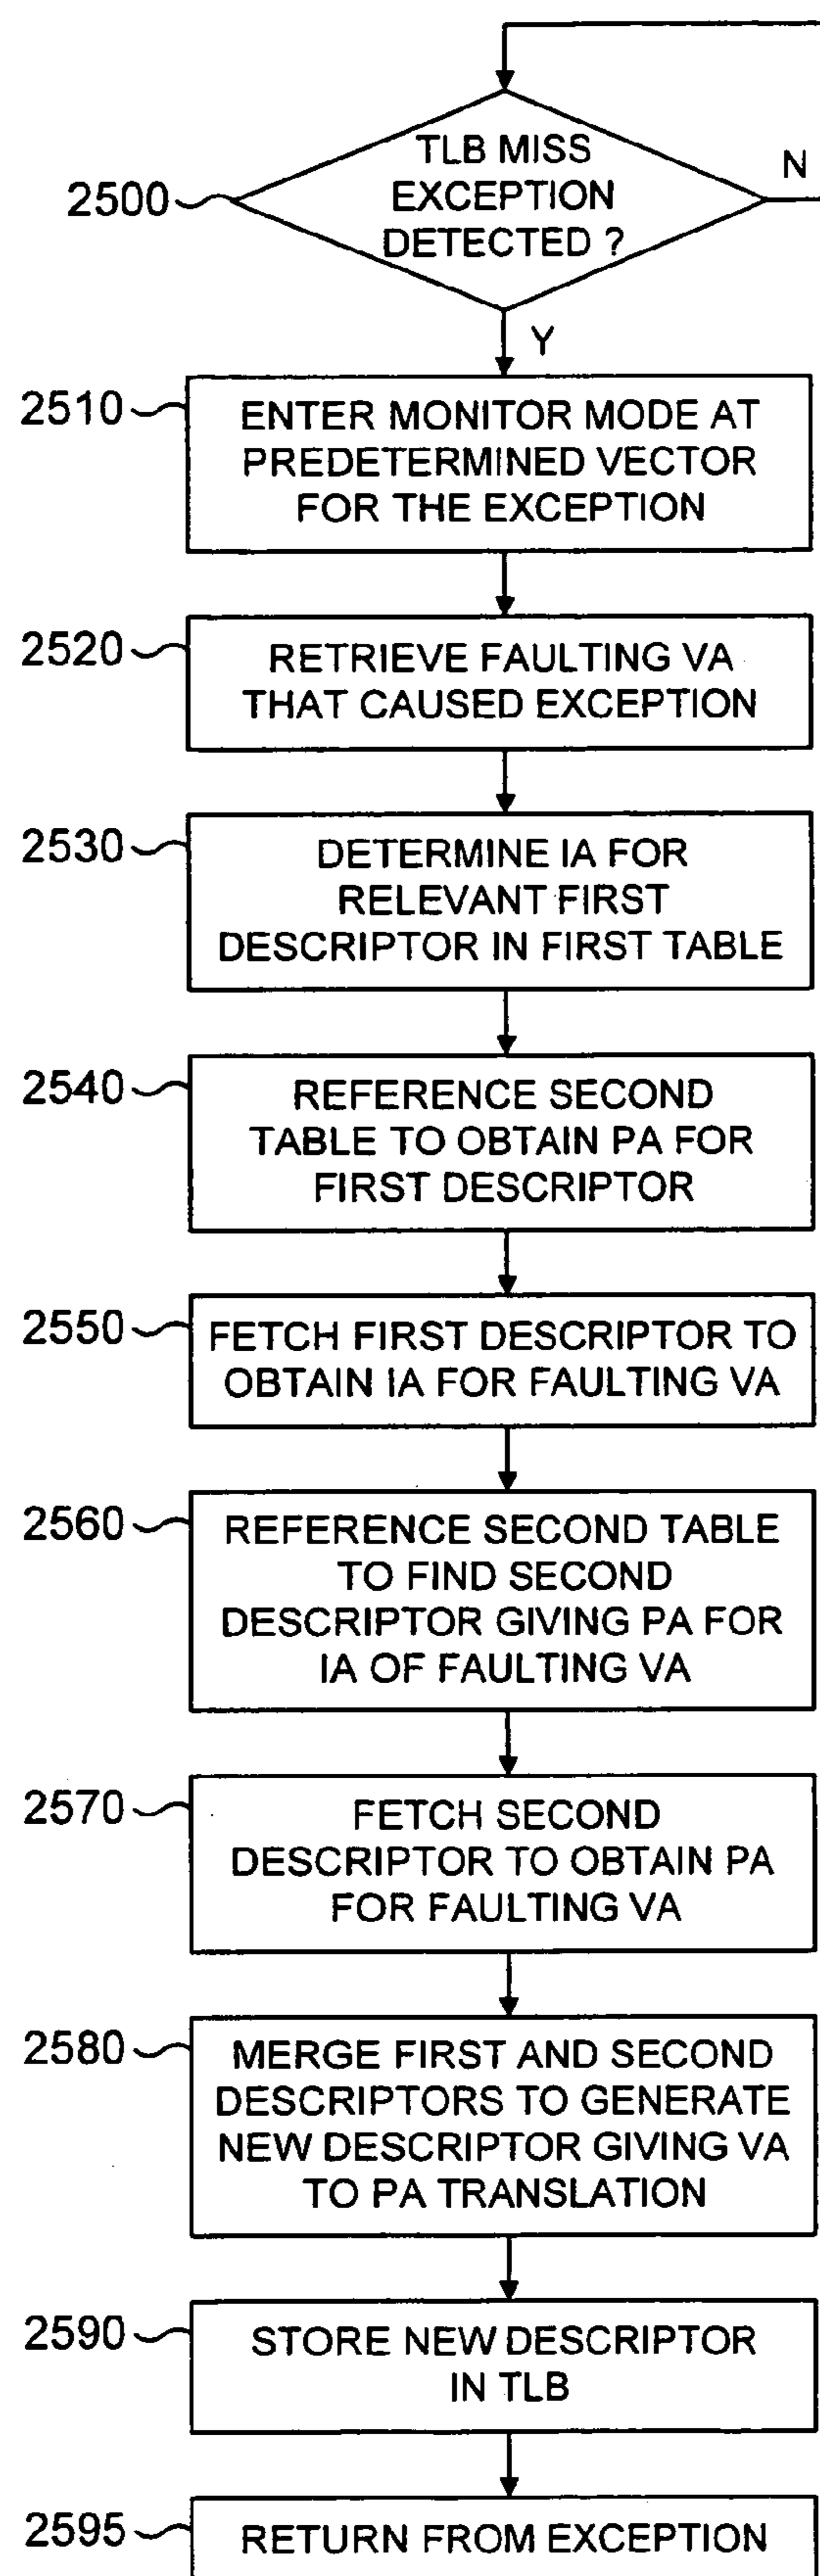 TLB MISS
EXCEPTION
DETECTED ?
2500
N
Y
2510
ENTER MONITOR MODE AT
PREDETERMINED VECTOR
FOR THE EXCEPTION
2520
RETRIEVE FAULTING VA
THAT CAUSED EXCEPTION
2530
DETERMINE IA FOR
RELEVANT FIRST
DESCRIPTOR IN FIRST TABLE
2540
REFERENCE SECOND
TABLE TO OBTAIN PA FOR
FIRST DESCRIPTOR
2550
FETCH FIRST DESCRIPTOR TO
OBTAIN IA FOR FAULTING VA
2560
REFERENCE SECOND TABLE
TO FIND SECOND
DESCRIPTOR GIVING PA FOR
IA OF FAULTING VA
2570
FETCH SECOND
DESCRIPTOR TO OBTAIN PA
FOR FAULTING VA
2580
MERGE FIRST AND SECOND
DESCRIPTORS TO GENERATE
NEW DESCRIPTOR GIVING VA
TO PA TRANSLATION
2590
STORE NEW DESCRIPTOR
IN TLB
2595
RETURN FROM EXCEPTION